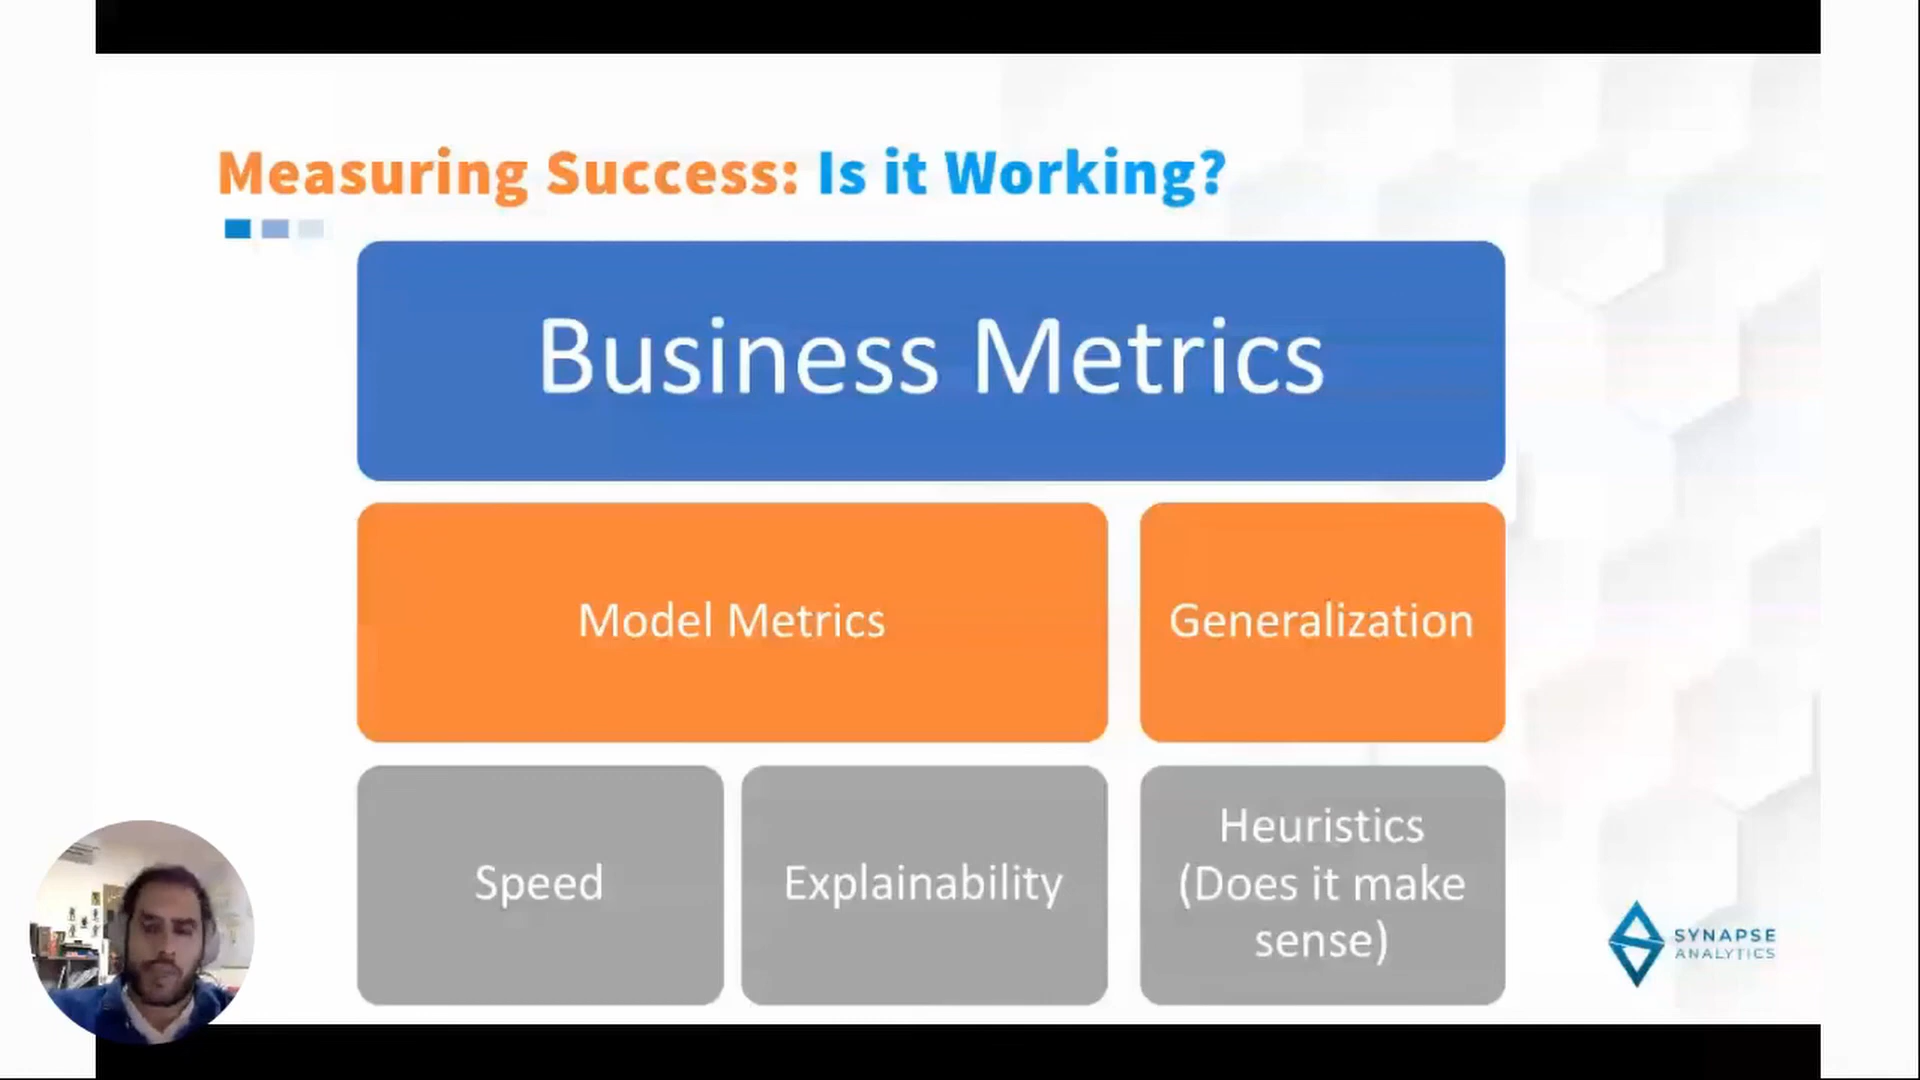 Measuring Success: Is it Working?
Business Metrics
Model Metrics
Generalization
Speed
Explainability
Heuristics
(Does it make
sense)
SYNAPSE
ANALYTICS